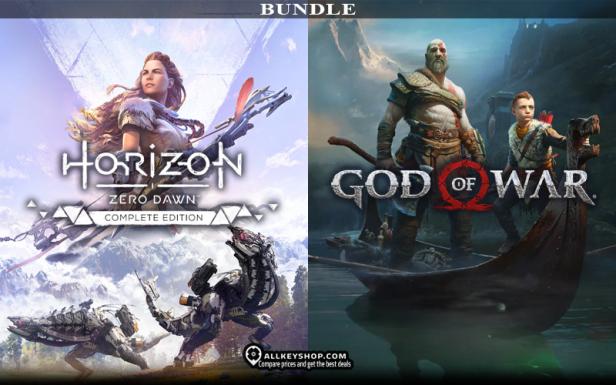 BUNDLE
HORIZON
ZERO DAWN
COMPLETE EDITION
GOD OF WAR
ALLKEYSHOP.COM
Compare prices and get the best deals